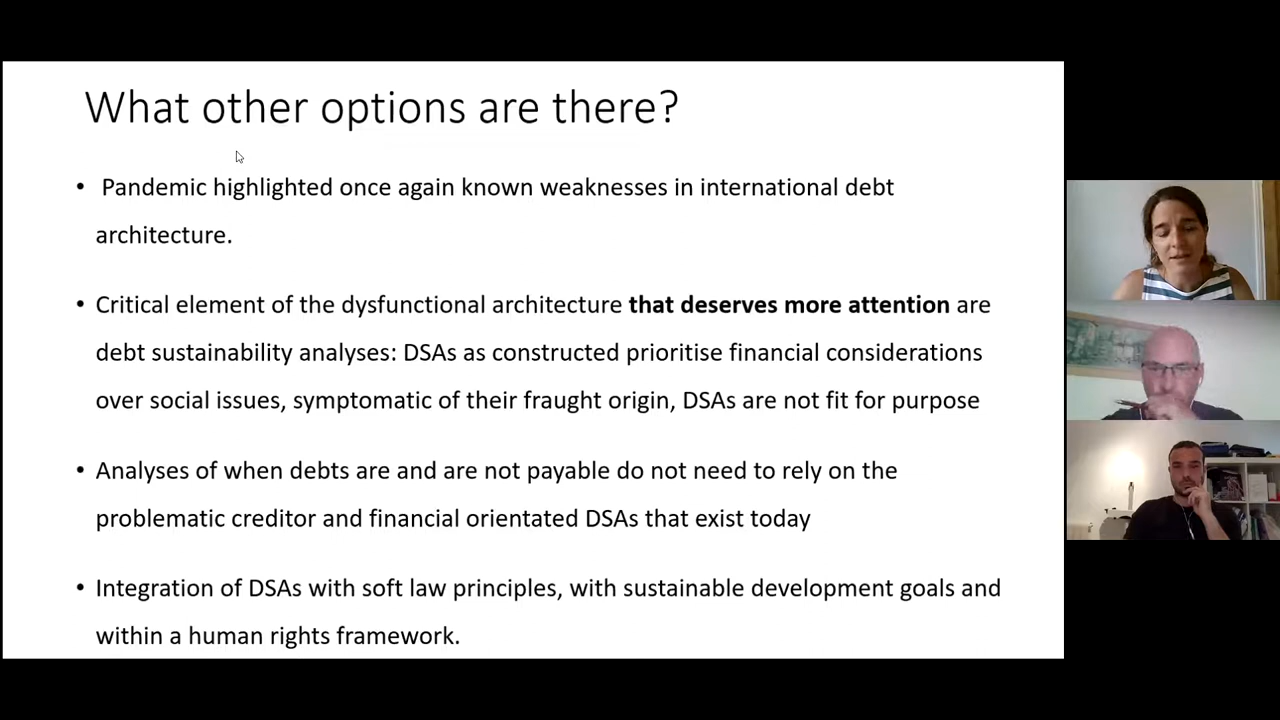 What other options are there?
• Pandemic highlighted once again known weaknesses in international debt
architecture.
• Critical element of the dysfunctional architecture that deserves more attention are
debt sustainability analyses: DSAs as constructed prioritise financial considerations
over social issues, symptomatic of their fraught origin, DSAs are not fit for purpose
• Analyses of when debts are and are not payable do not need to rely on the
problematic creditor and financial orientated DSAs that exist today
• Integration of DSAs with soft law principles, with sustainable development goals and
within a human rights framework.